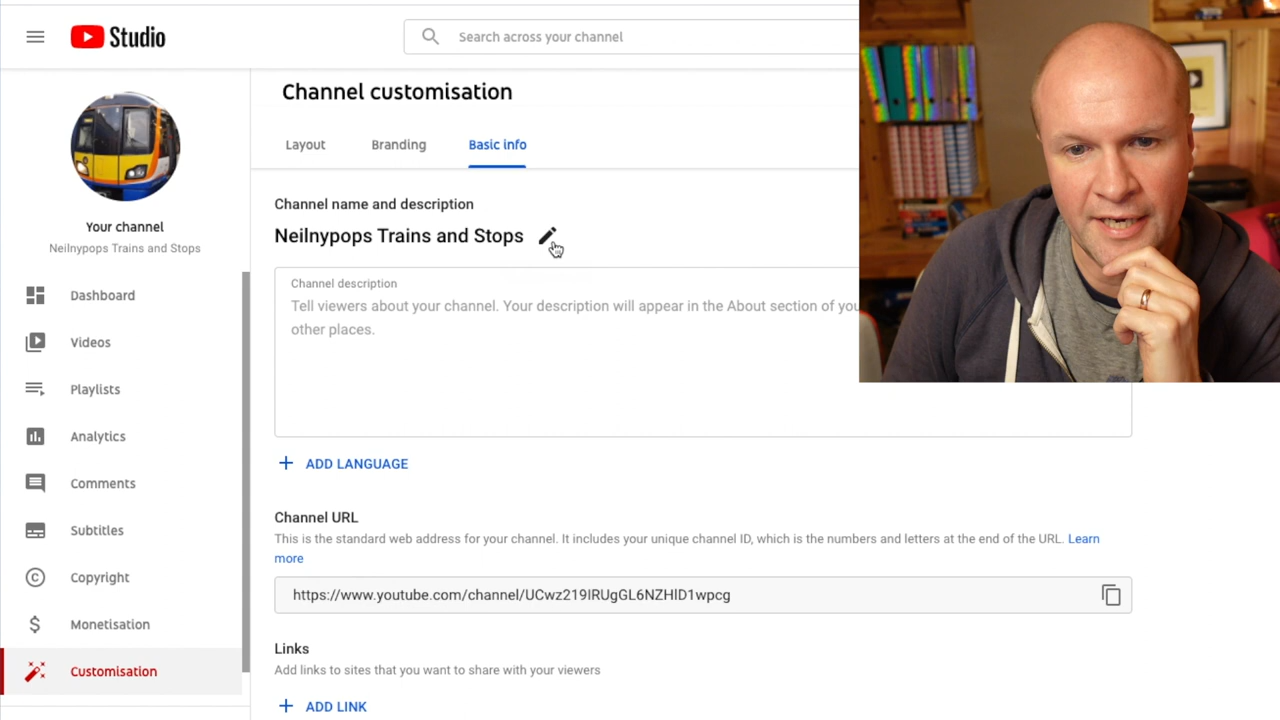 Studio
Search across your channel
Your channel
Neilnypops Trains and Stops
Dashboard
Videos
Playlists
Analytics
Comments
Subtitles
Copyright
Monetisation
Customisation
Channel customisation
Layout Branding Basic info
Channel name and description
Neilnypops Trains and Stops
Channel description
Tell viewers about your channel. Your description will appear in the About section of
other places.
ADD LANGUAGE
Channel URL
This is the standard web address for your channel. It includes your unique channel ID, which is the numbers and letters at the end of the URL. Learn
more
https://www.youtube.com/channel/UCwz219IRUgGL6NZHID1wpcg
Links
Add links to sites that you want to share with your viewers
ADD LINK